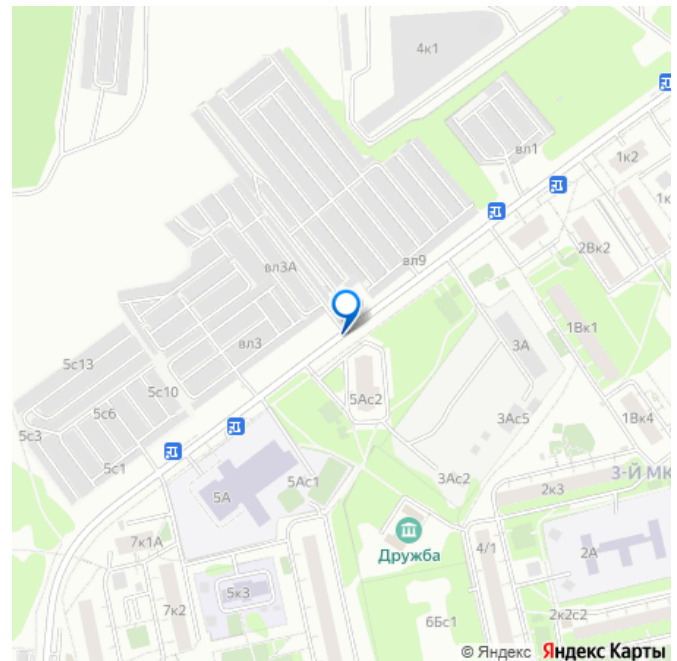 4к1
вл1
1к2
1к
2Вк2
вл3А
вл9
1Вк1
5с13
вл3
3А
5с10
5Ас2
5с6
5с3
3Ас5
1Вк4
5с1
3-Й МК
5Ас1
3Ас2
5А
2к3
7к1А
Дружба
4/1
2А
5к3
7к2
6Бс1
2к2с2
© Яндекс Яндекс Карты